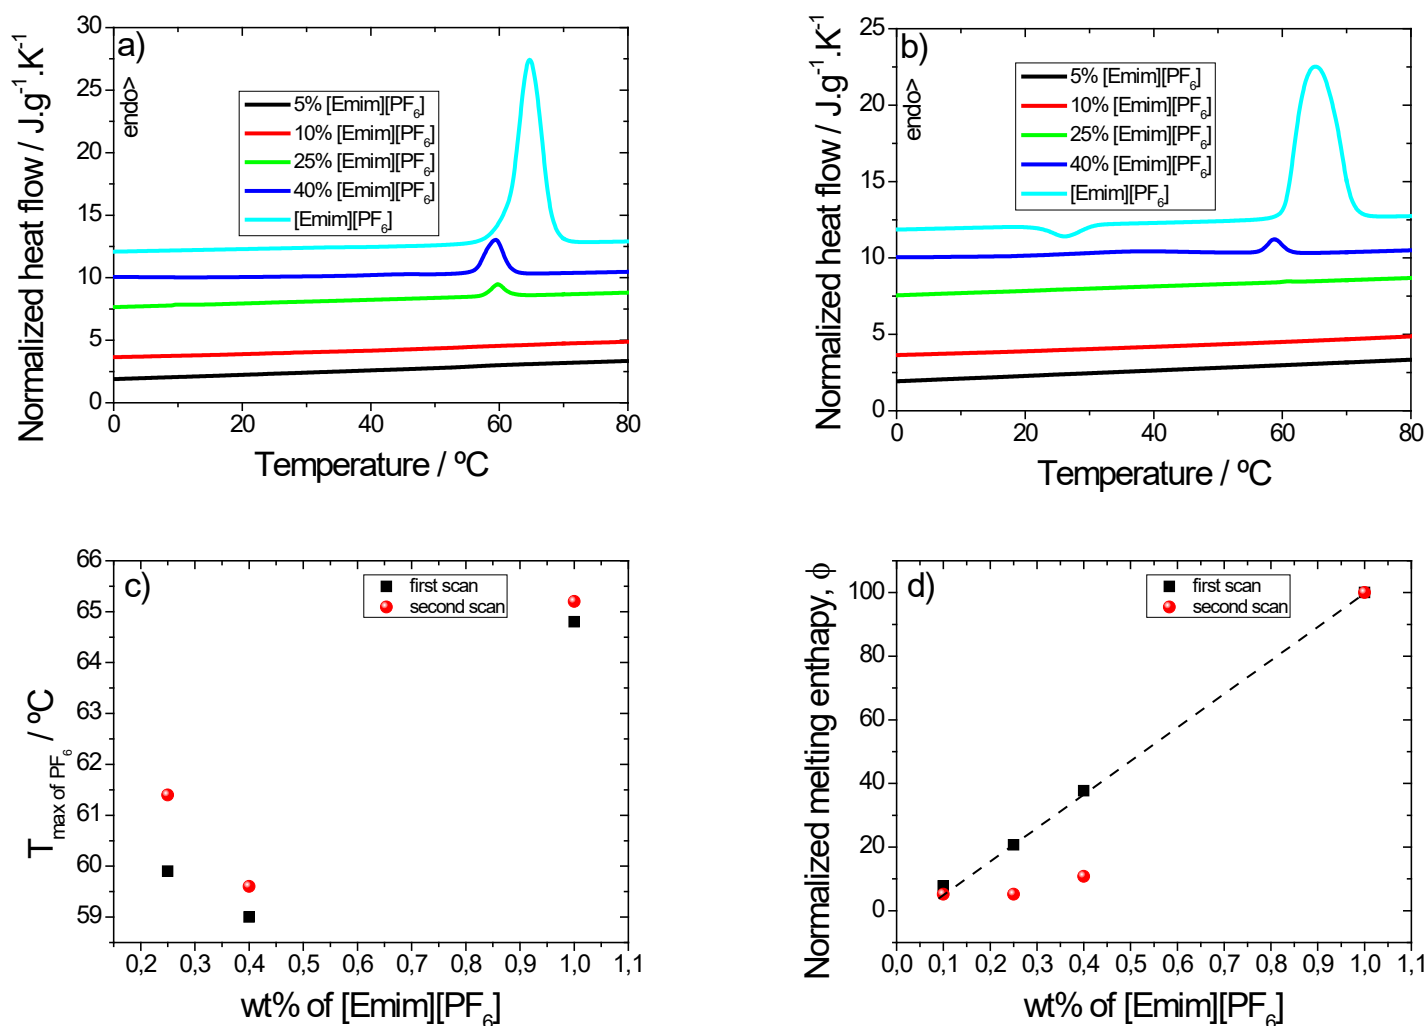 a)
endo>
Normalized heat flow / J.g⁻¹.K⁻¹
30
25
20
15
10
5
0
5% [Emim][PF₆]
10% [Emim][PF₆]
25% [Emim][PF₆]
40% [Emim][PF₆]
[Emim][PF₆]
0 20 40 60 80
Temperature / ºC
b)
endo>
Normalized heat flow / J.g⁻¹.K⁻¹
25
20
15
10
5
0
5% [Emim][PF₆]
10% [Emim][PF₆]
25% [Emim][PF₆]
40% [Emim][PF₆]
[Emim][PF₆]
0 20 40 60 80
Temperature / ºC
c)
T max of PF₆ / ºC
66
65
64
63
62
61
60
59
first scan
second scan
0,2 0,3 0,4 0,5 0,6 0,7 0,8 0,9 1,0 1,1
wt% of [Emim][PF₆]
d)
Normalized melting enthapy, ϕ
100
80
60
40
20
0
first scan
second scan
0,0 0,1 0,2 0,3 0,4 0,5 0,6 0,7 0,8 0,9 1,0 1,1
wt% of [Emim][PF₆]